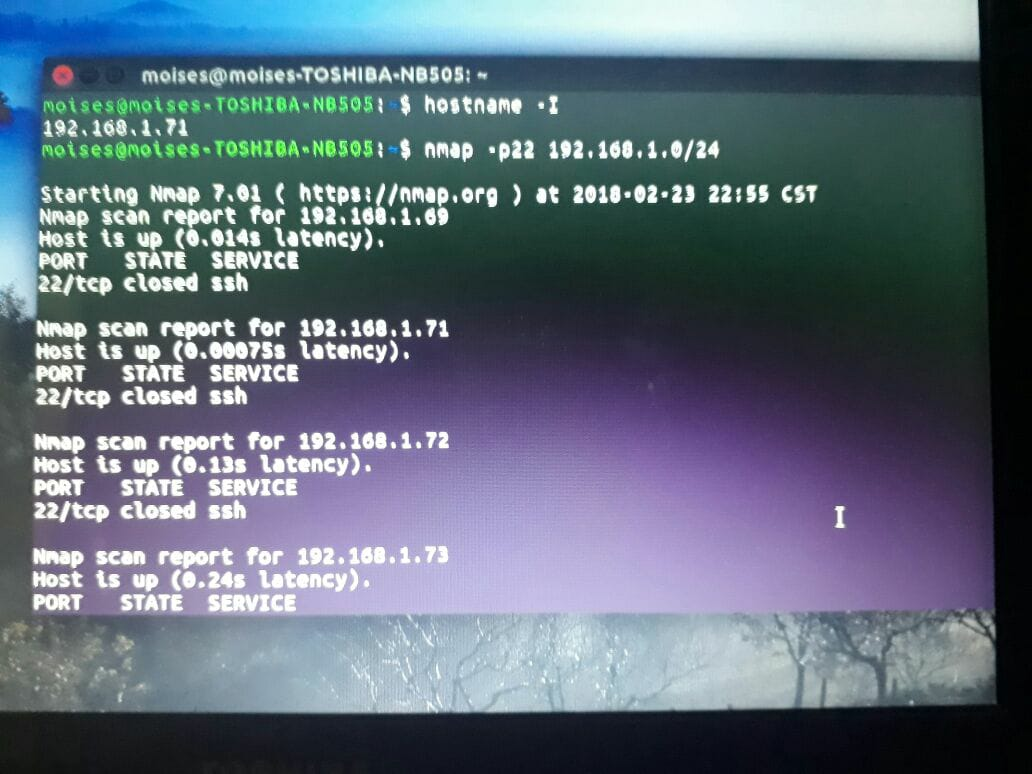 moises@moises-TOSHIBA-NB505: ~
moises@moises-TOSHIBA-NB505:~$ hostname -I
192.168.1.71
moises@moises-TOSHIBA-NB505:~$ nmap -p22 192.168.1.0/24
Starting Nmap 7.01 ( https://nmap.org ) at 2018-02-23 22:55 CST
Nmap scan report for 192.168.1.69
Host is up (0.014s latency).
PORT   STATE  SERVICE
22/tcp closed ssh
Nmap scan report for 192.168.1.71
Host is up (0.00075s latency).
PORT   STATE  SERVICE
22/tcp closed ssh
Nmap scan report for 192.168.1.72
Host is up (0.13s latency).
PORT   STATE  SERVICE
22/tcp closed ssh
Nmap scan report for 192.168.1.73
Host is up (0.24s latency).
PORT   STATE  SERVICE